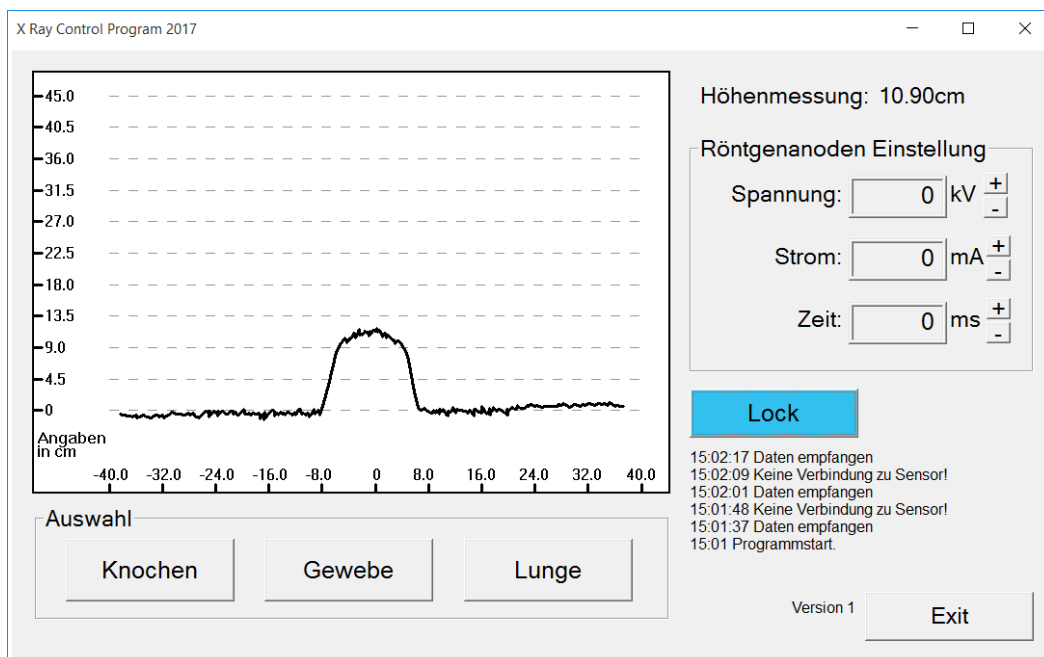 X Ray Control Program 2017
45.0
40.5
36.0
31.5
27.0
22.5
18.0
13.5
9.0
4.5
0
Angaben
in cm
-40.0 -32.0 -24.0 -16.0 -8.0 0 8.0 16.0 24.0 32.0 40.0
Höhenmessung: 10.90cm
Röntgenanoden Einstellung
Spannung: 0 kV + -
Strom: 0 mA + -
Zeit: 0 ms + -
Lock
15:02:17 Daten empfangen
15:02:09 Keine Verbindung zu Sensor!
15:02:01 Daten empfangen
15:01:48 Keine Verbindung zu Sensor!
15:01:37 Daten empfangen
15:01 Programmstart.
Auswahl
Knochen Gewebe Lunge
Version 1
Exit